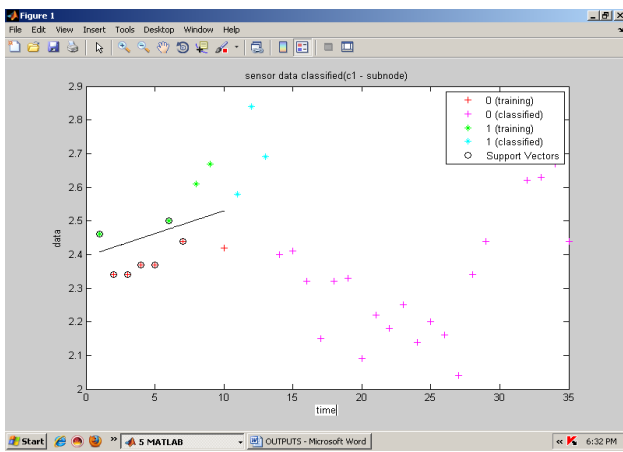 Figure 1
File Edit View Insert Tools Desktop Window Help
sensor data classified(c1 - subnode)
2.9
2.8
2.7
2.6
2.5
2.4
2.3
2.2
2.1
2
data
0 (training)
0 (classified)
1 (training)
1 (classified)
Support Vectors
0 5 10 15 20 25 30 35
time
Start
»
5 MATLAB
OUTPUTS - Microsoft Word
«
K
6:32 PM